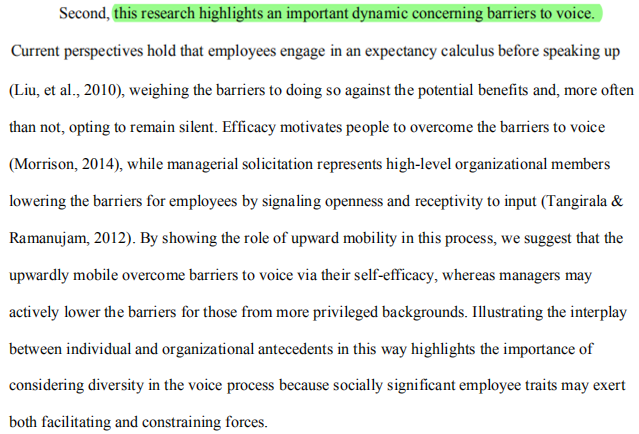 Second, this research highlights an important dynamic concerning barriers to voice.
Current perspectives hold that employees engage in an expectancy calculus before speaking up
(Liu, et al., 2010), weighing the barriers to doing so against the potential benefits and, more often
than not, opting to remain silent. Efficacy motivates people to overcome the barriers to voice
(Morrison, 2014), while managerial solicitation represents high-level organizational members
lowering the barriers for employees by signaling openness and receptivity to input (Tangirala &
Ramanujam, 2012). By showing the role of upward mobility in this process, we suggest that the
upwardly mobile overcome barriers to voice via their self-efficacy, whereas managers may
actively lower the barriers for those from more privileged backgrounds. Illustrating the interplay
between individual and organizational antecedents in this way highlights the importance of
considering diversity in the voice process because socially significant employee traits may exert
both facilitating and constraining forces.